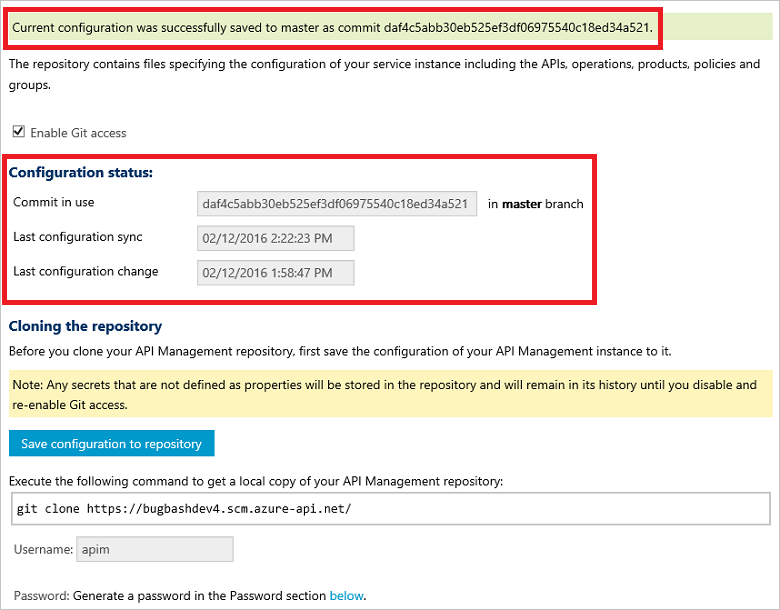 Current configuration was successfully saved to master as commit daf4c5abb30eb525ef3df06975540c18ed34a521.
The repository contains files specifying the configuration of your service instance including the APIs, operations, products, policies and
groups.
Enable Git access
Configuration status:
Commit in use daf4c5abb30eb525ef3df06975540c18ed34a521 in master branch
Last configuration sync 02/12/2016 2:22:23 PM
Last configuration change 02/12/2016 1:58:47 PM
Cloning the repository
Before you clone your API Management repository, first save the configuration of your API Management instance to it.
Note: Any secrets that are not defined as properties will be stored in the repository and will remain in its history until you disable and
re-enable Git access.
Save configuration to repository
Execute the following command to get a local copy of your API Management repository:
git clone https://bugbashdev4.scm.azure-api.net/
Username: apim
Password: Generate a password in the Password section below.